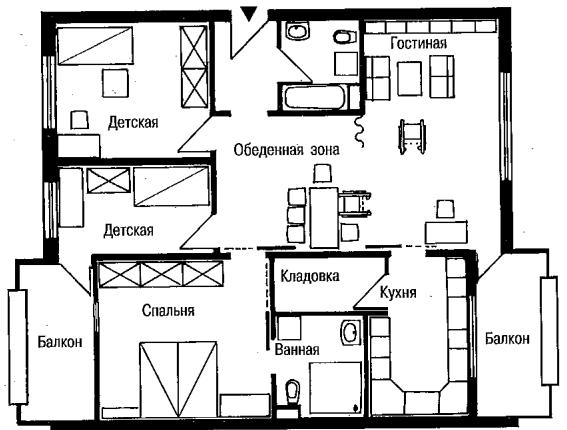 Гостиная
Детская
Обеденная зона
Детская
Кладовка
Кухня
Спальня
Балкон
Ванная
Балкон